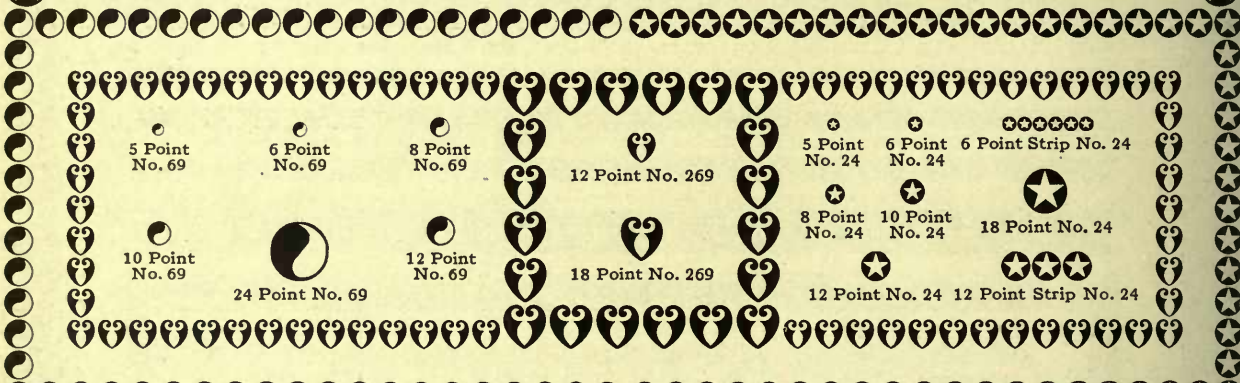 5 Point
No. 69
6 Point
No. 69
8 Point
No. 69
10 Point
No. 69
24 Point No. 69
12 Point
No. 69
12 Point No. 269
18 Point No. 269
5 Point
No. 24
6 Point
No. 24
6 Point Strip No. 24
8 Point
No. 24
10 Point
No. 24
18 Point No. 24
12 Point No. 24
12 Point Strip No. 24